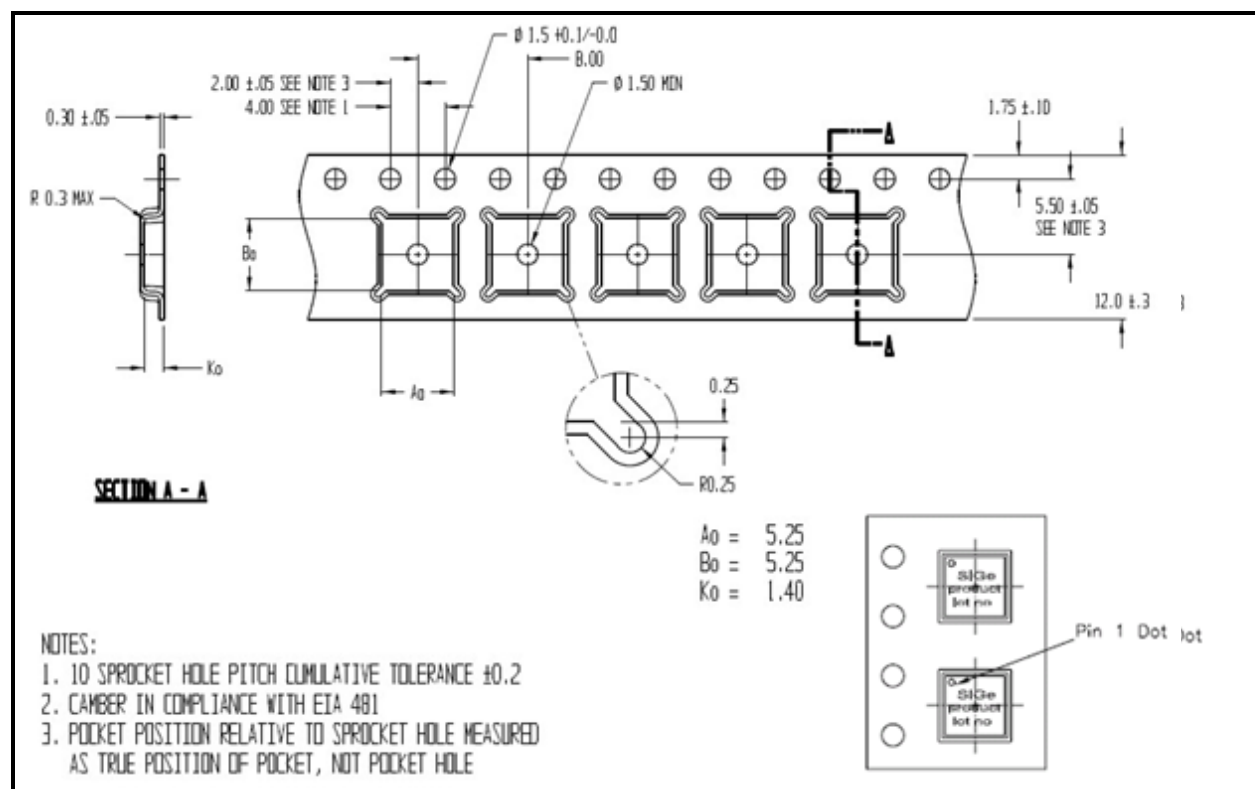 Ø 1.5 +0.1/-0.0
8.00
2.00 ±.05 SEE NOTE 3
Ø 1.50 MIN
4.00 SEE NOTE 1
A
1.75 ±.10
0.30 ±.05
R 0.3 MAX
5.50 ±.05
SEE NOTE 3
Bo
12.0 ±.3
A
Ko
Ao
0.25
R0.25
SECTION A - A
Ao = 5.25
Bo = 5.25
Ko = 1.40
SiGe
product
lot no
Pin 1 Dot
SiGe
product
lot no
NOTES:
1. 10 SPROCKET HOLE PITCH CUMULATIVE TOLERANCE ±0.2
2. CAMBER IN COMPLIANCE WITH EIA 481
3. POCKET POSITION RELATIVE TO SPROCKET HOLE MEASURED
AS TRUE POSITION OF POCKET, NOT POCKET HOLE